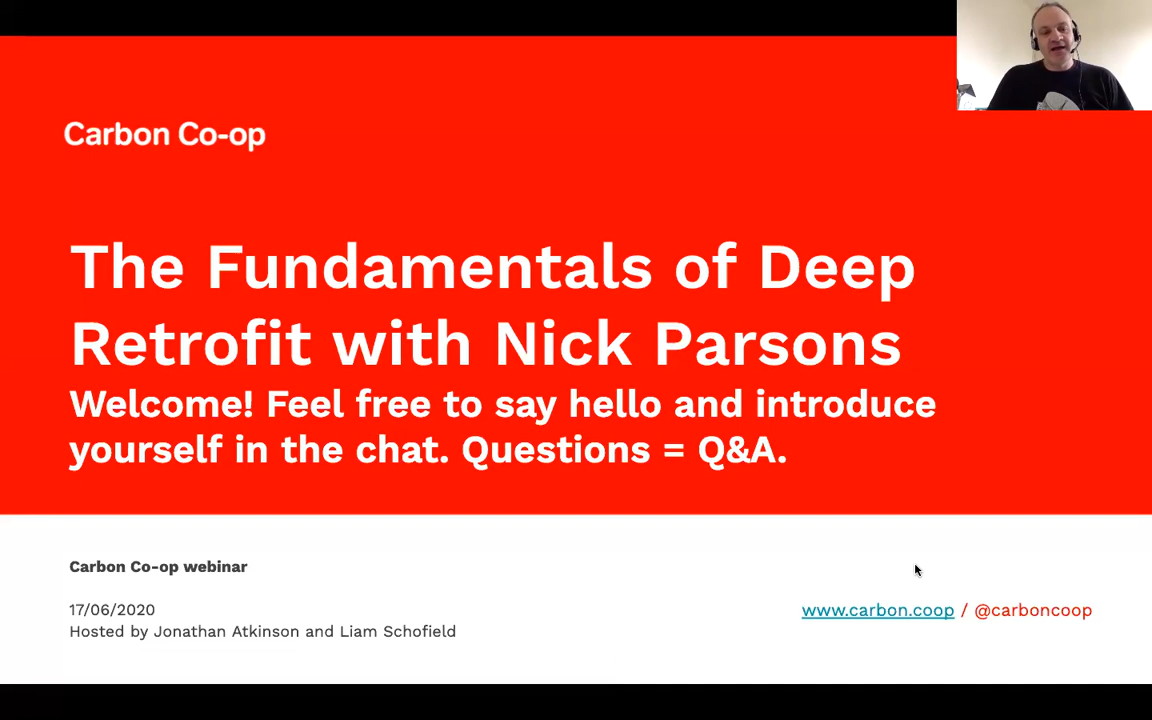 Carbon Co-op
The Fundamentals of Deep
Retrofit with Nick Parsons
Welcome! Feel free to say hello and introduce
yourself in the chat. Questions = Q&A.
Carbon Co-op webinar
17/06/2020
Hosted by Jonathan Atkinson and Liam Schofield
www.carbon.coop / @carboncoop